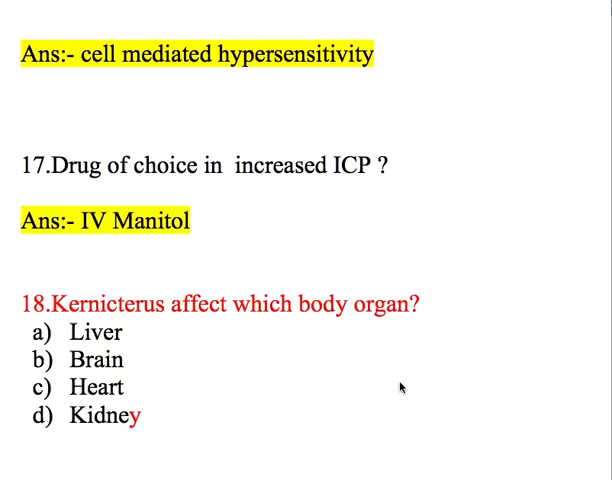 Ans:- cell mediated hypersensitivity
17.Drug of choice in increased ICP ?
Ans:- IV Manitol
18.Kernicterus affect which body organ?
a) Liver
b) Brain
c) Heart
d) Kidney